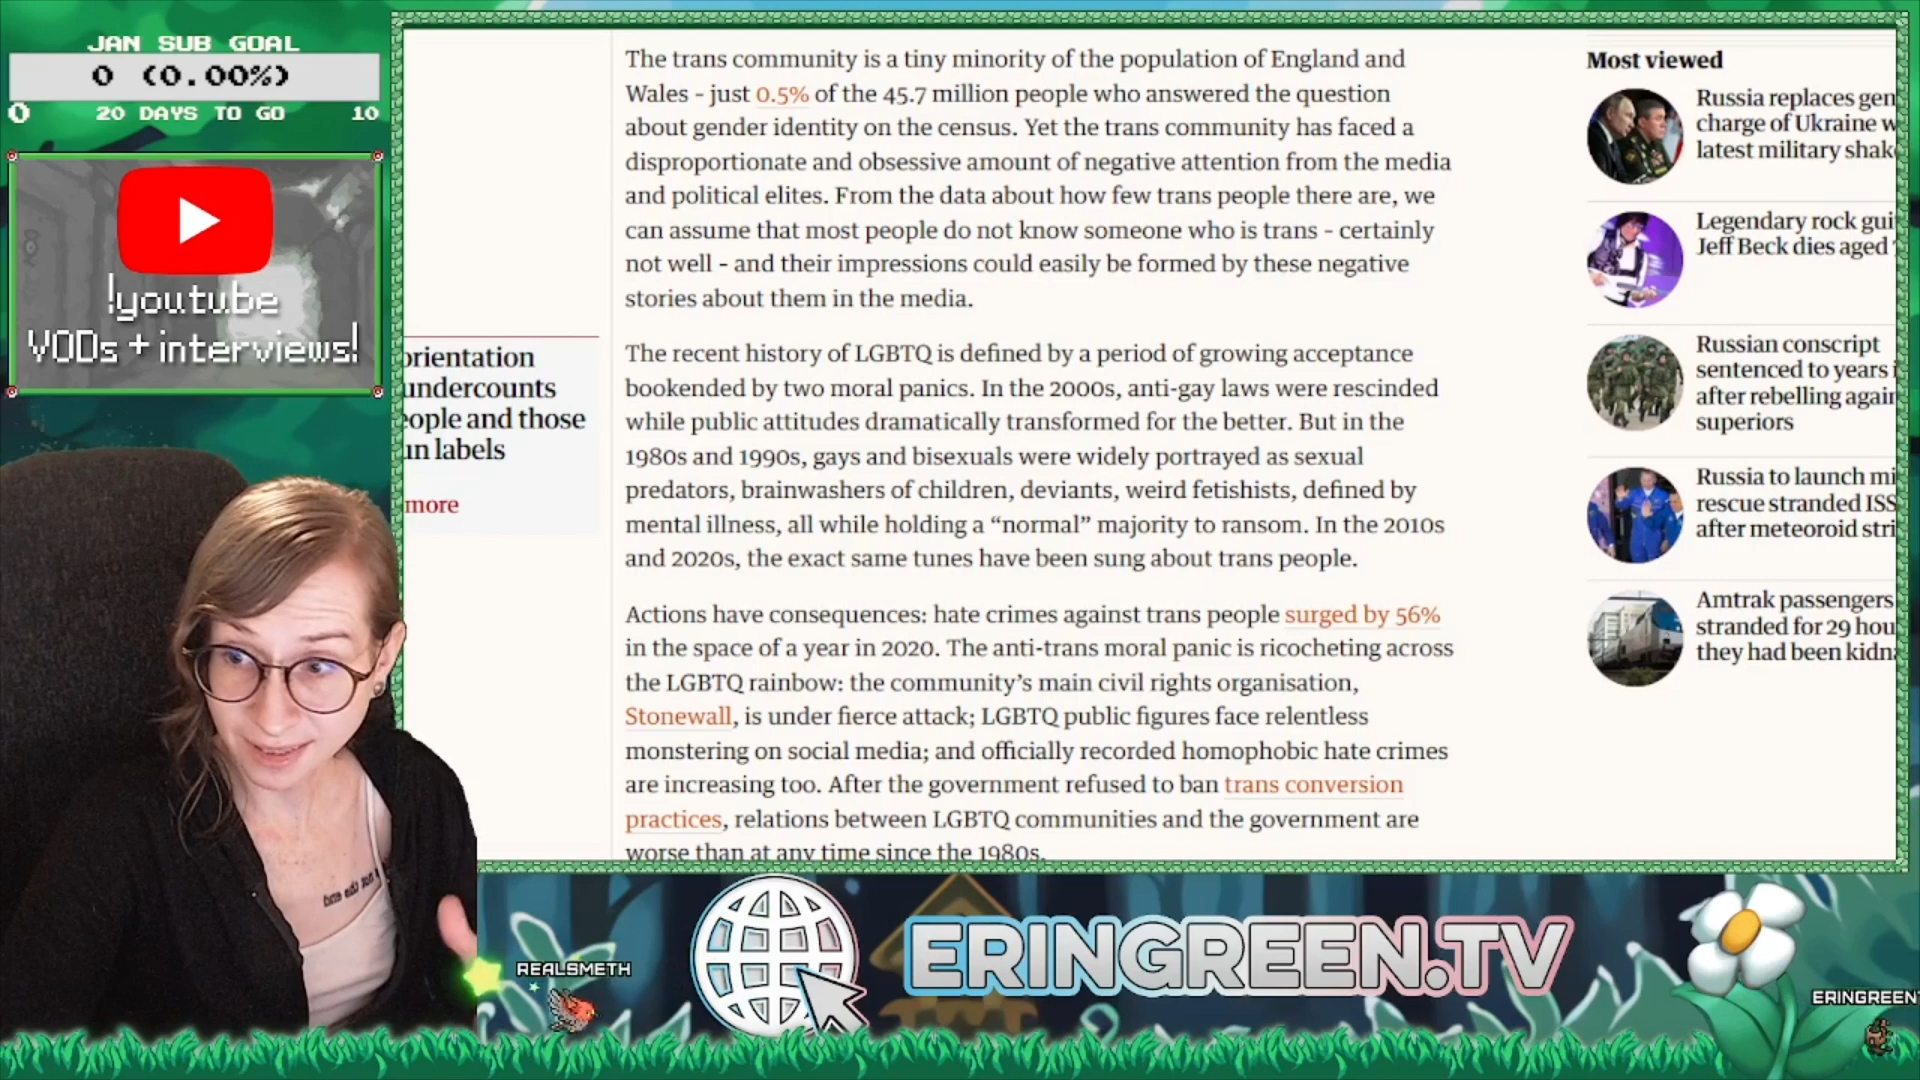 JAN SUB GOAL
0 (0.00%)
0 20 DAYS TO GO 10
!youtube
VODs + interviews!
orientation
undercounts
eople and those
un labels
more
The trans community is a tiny minority of the population of England and
Wales – just 0.5% of the 45.7 million people who answered the question
about gender identity on the census. Yet the trans community has faced a
disproportionate and obsessive amount of negative attention from the media
and political elites. From the data about how few trans people there are, we
can assume that most people do not know someone who is trans – certainly
not well – and their impressions could easily be formed by these negative
stories about them in the media.
The recent history of LGBTQ is defined by a period of growing acceptance
bookended by two moral panics. In the 2000s, anti-gay laws were rescinded
while public attitudes dramatically transformed for the better. But in the
1980s and 1990s, gays and bisexuals were widely portrayed as sexual
predators, brainwashers of children, deviants, weird fetishists, defined by
mental illness, all while holding a “normal” majority to ransom. In the 2010s
and 2020s, the exact same tunes have been sung about trans people.
Actions have consequences: hate crimes against trans people surged by 56%
in the space of a year in 2020. The anti-trans moral panic is ricocheting across
the LGBTQ rainbow: the community’s main civil rights organisation,
Stonewall, is under fierce attack; LGBTQ public figures face relentless
monstering on social media; and officially recorded homophobic hate crimes
are increasing too. After the government refused to ban trans conversion
practices, relations between LGBTQ communities and the government are
worse than at any time since the 1980s.
Most viewed
Russia replaces gen
charge of Ukraine w
latest military shak
Legendary rock gui
Jeff Beck dies aged
Russian conscript
sentenced to years i
after rebelling again
superiors
Russia to launch mi
rescue stranded ISS
after meteoroid stri
Amtrak passengers
stranded for 29 hou
they had been kidn
REALSMETH
ERINGREEN.TV
ERINGREENT